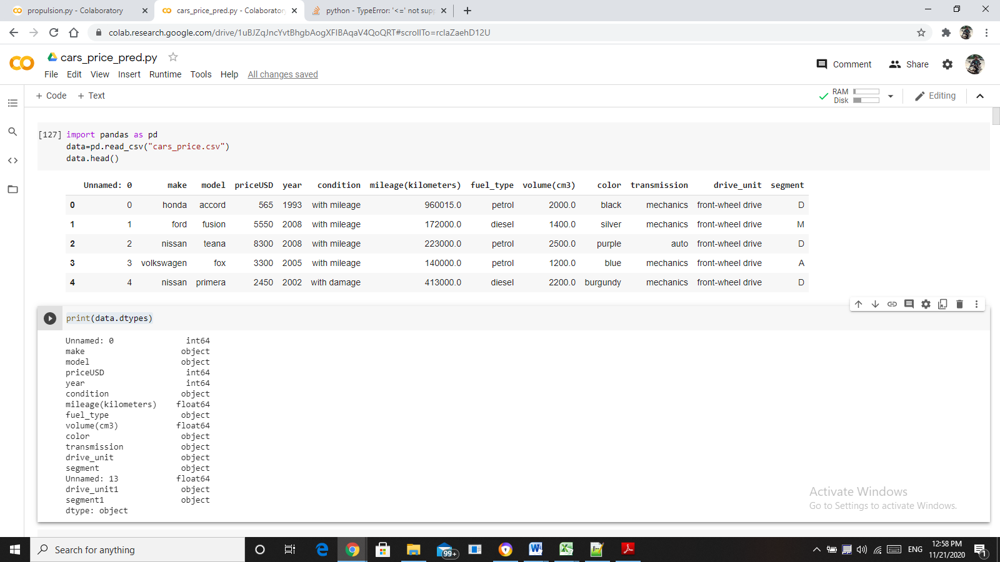 propulsion.py - Colaboratory
cars_price_pred.py - Colaboratory
python - TypeError: '<=' not supp
colab.research.google.com/drive/1uBJZqJncYvtBhgbAogXFIBAqaV4QoQRT#scrollTo=rclaZaehD12U
cars_price_pred.py
Comment
Share
File Edit View Insert Runtime Tools Help All changes saved
+ Code + Text
RAM
Disk
Editing
[127] import pandas as pd
data=pd.read_csv("cars_price.csv")
data.head()
Unnamed: 0 make model priceUSD year condition mileage(kilometers) fuel_type volume(cm3) color transmission drive_unit segment
0 0 honda accord 565 1993 with mileage 960015.0 petrol 2000.0 black mechanics front-wheel drive D
1 1 ford fusion 5550 2008 with mileage 172000.0 diesel 1400.0 silver mechanics front-wheel drive M
2 2 nissan teana 8300 2008 with mileage 223000.0 petrol 2500.0 purple auto front-wheel drive D
3 3 volkswagen fox 3300 2005 with mileage 140000.0 petrol 1200.0 blue mechanics front-wheel drive A
4 4 nissan primera 2450 2002 with damage 413000.0 diesel 2200.0 burgundy mechanics front-wheel drive D
print(data.dtypes)
Unnamed: 0 int64
make object
model object
priceUSD int64
year int64
condition object
mileage(kilometers) float64
fuel_type object
volume(cm3) float64
color object
transmission object
drive_unit object
segment object
Unnamed: 13 float64
drive_unit1 object
segment1 object
dtype: object
Activate Windows
Go to Settings to activate Windows.
Search for anything
99+
ENG
12:58 PM
11/21/2020
1